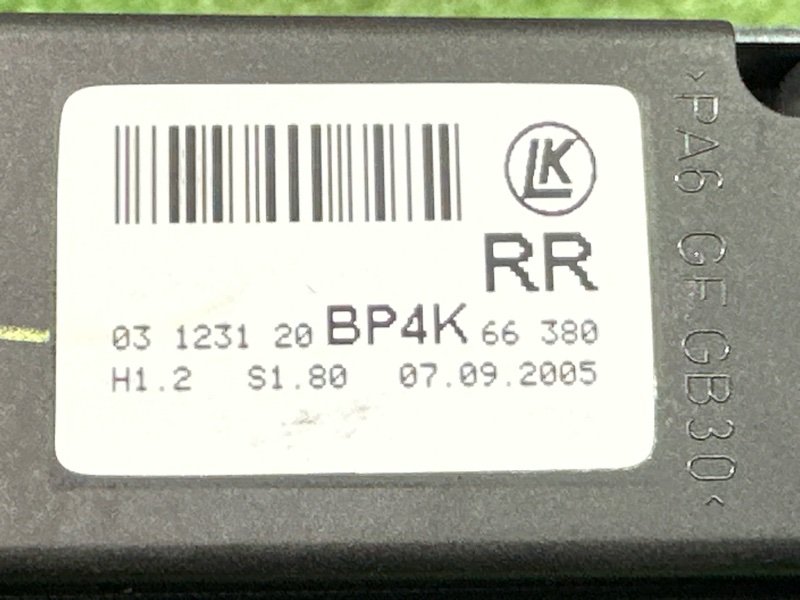 LK
RR
03 1231 20 BP4K 66 380
H1.2 S1.80 07.09.2005
>PA6 GF.GB30<